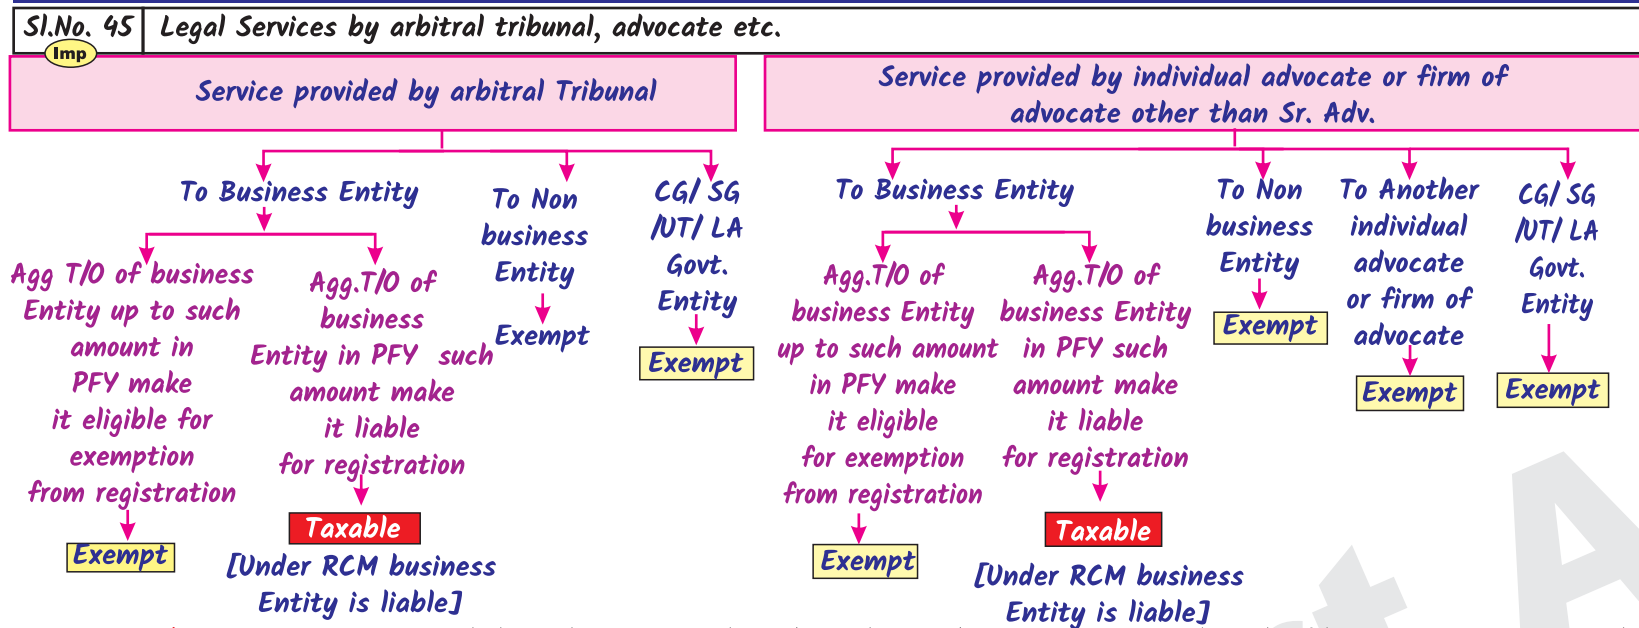 Sl.No. 45 Legal Services by arbitral tribunal, advocate etc.
Imp
Service provided by arbitral Tribunal
To Business Entity
Agg T/O of business
Entity up to such
amount in
PFY make
it eligible for
exemption
from registration
Exempt
Agg.T/O of
business
Entity in PFY such
amount make
it liable
for registration
Taxable
[Under RCM business
Entity is liable]
To Non
business
Entity
Exempt
CG/ SG
/UT/ LA
Govt.
Entity
Exempt
Service provided by individual advocate or firm of
advocate other than Sr. Adv.
To Business Entity
Agg.T/O of
business Entity
up to such amount
in PFY make
it eligible
for exemption
from registration
Exempt
Agg.T/O of
business Entity
in PFY such
amount make
it liable
for registration
Taxable
[Under RCM business
Entity is liable]
To Non
business
Entity
Exempt
To Another
individual
advocate
or firm of
advocate
Exempt
CG/ SG
/UT/ LA
Govt.
Entity
Exempt